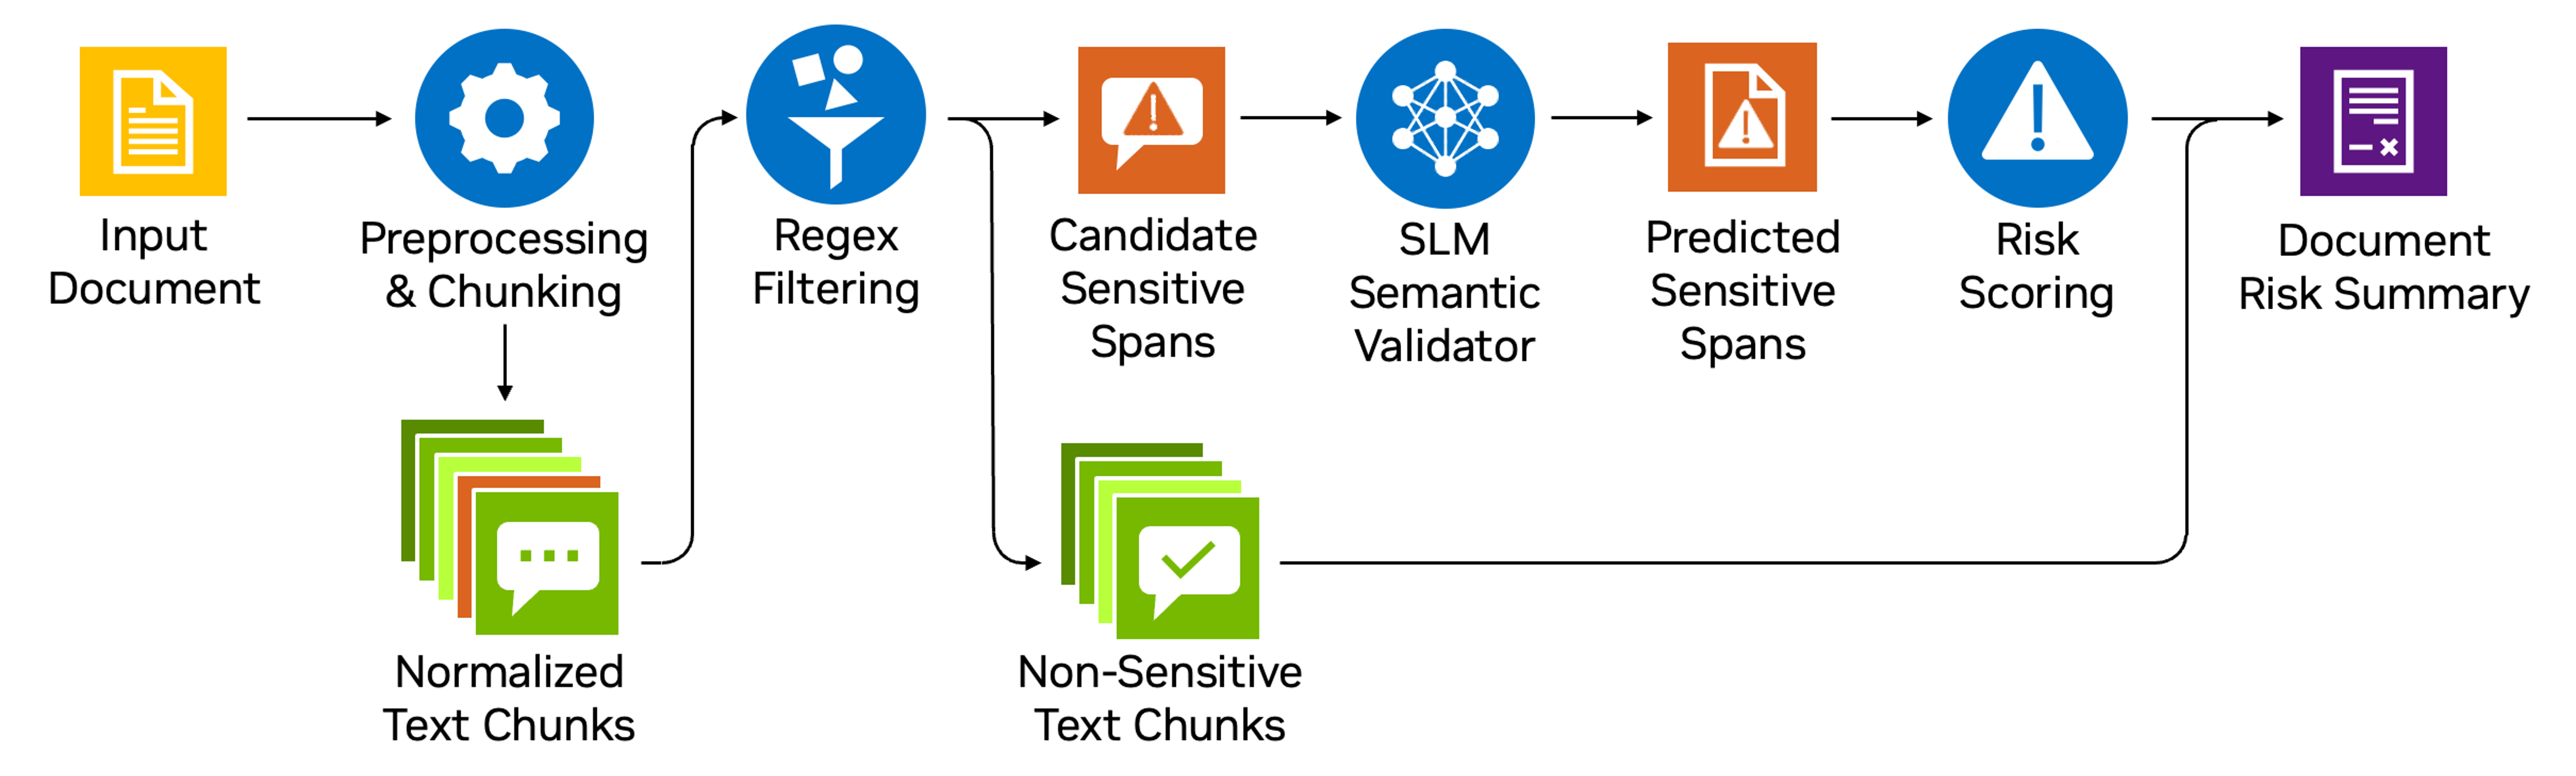 Input
Document
Preprocessing
& Chunking
Regex
Filtering
Candidate
Sensitive
Spans
SLM
Semantic
Validator
Predicted
Sensitive
Spans
Risk
Scoring
Document
Risk Summary
Normalized
Text Chunks
Non-Sensitive
Text Chunks